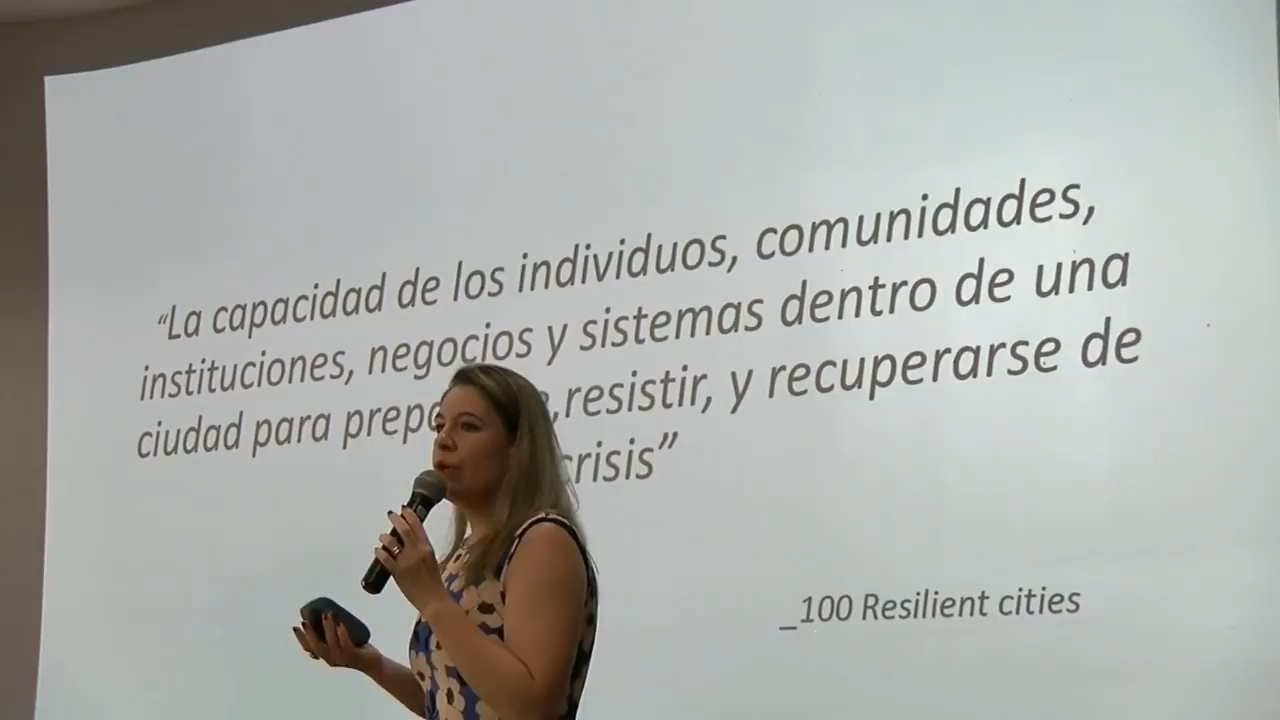 “La capacidad de los individuos, comunidades,
instituciones, negocios y sistemas dentro de una
ciudad para ,resistir, y recuperarse de
crisis”
_100 Resilient cities